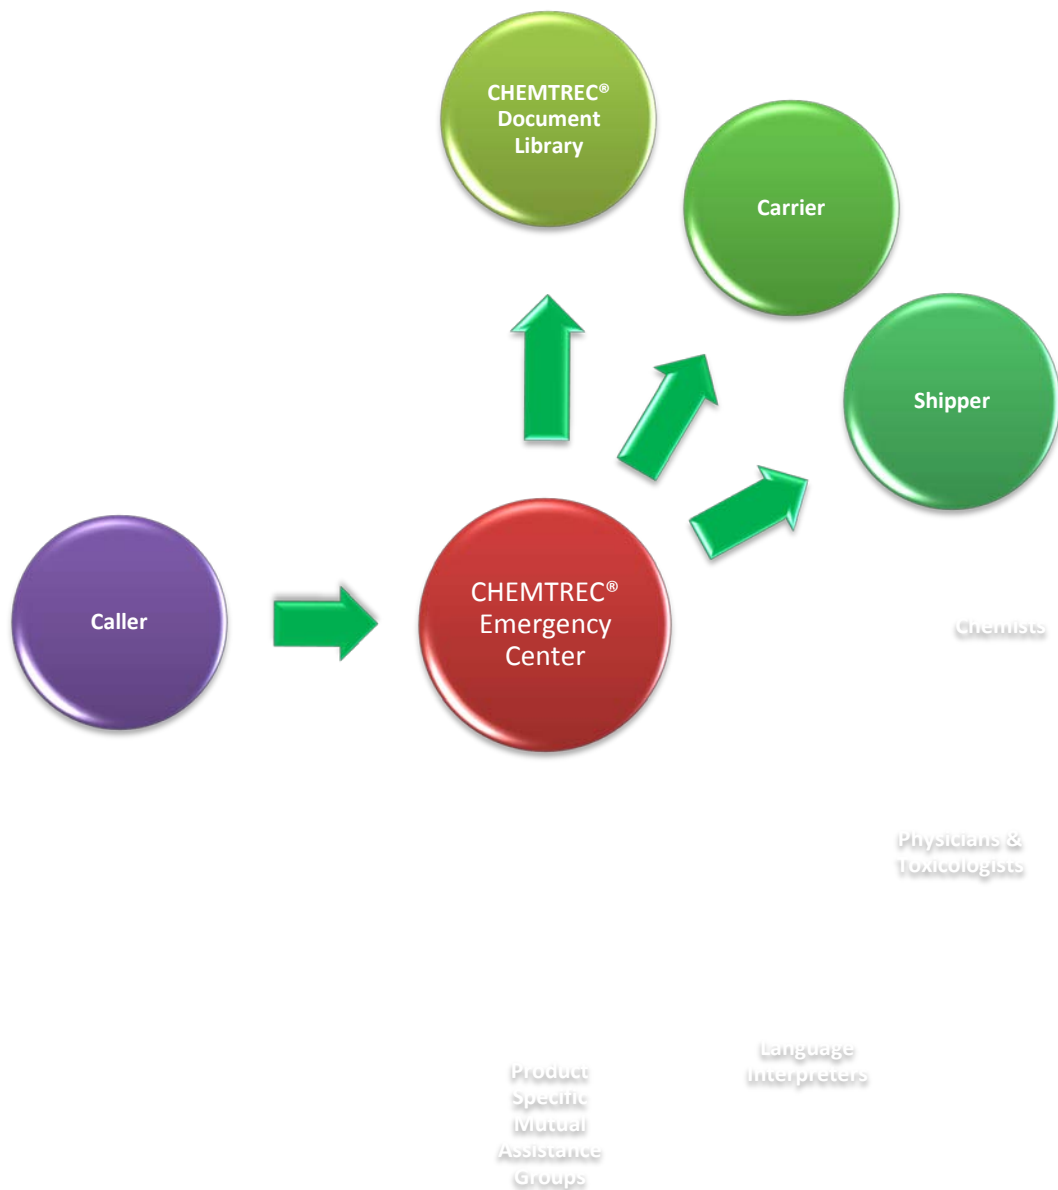 CHEMTREC®
Document
Library
Carrier
Shipper
Caller
CHEMTREC®
Emergency
Center
Chemists
Physicians &
Toxicologists
Language
Interpreters
Product
Specific
Mutual
Assistance
Groups